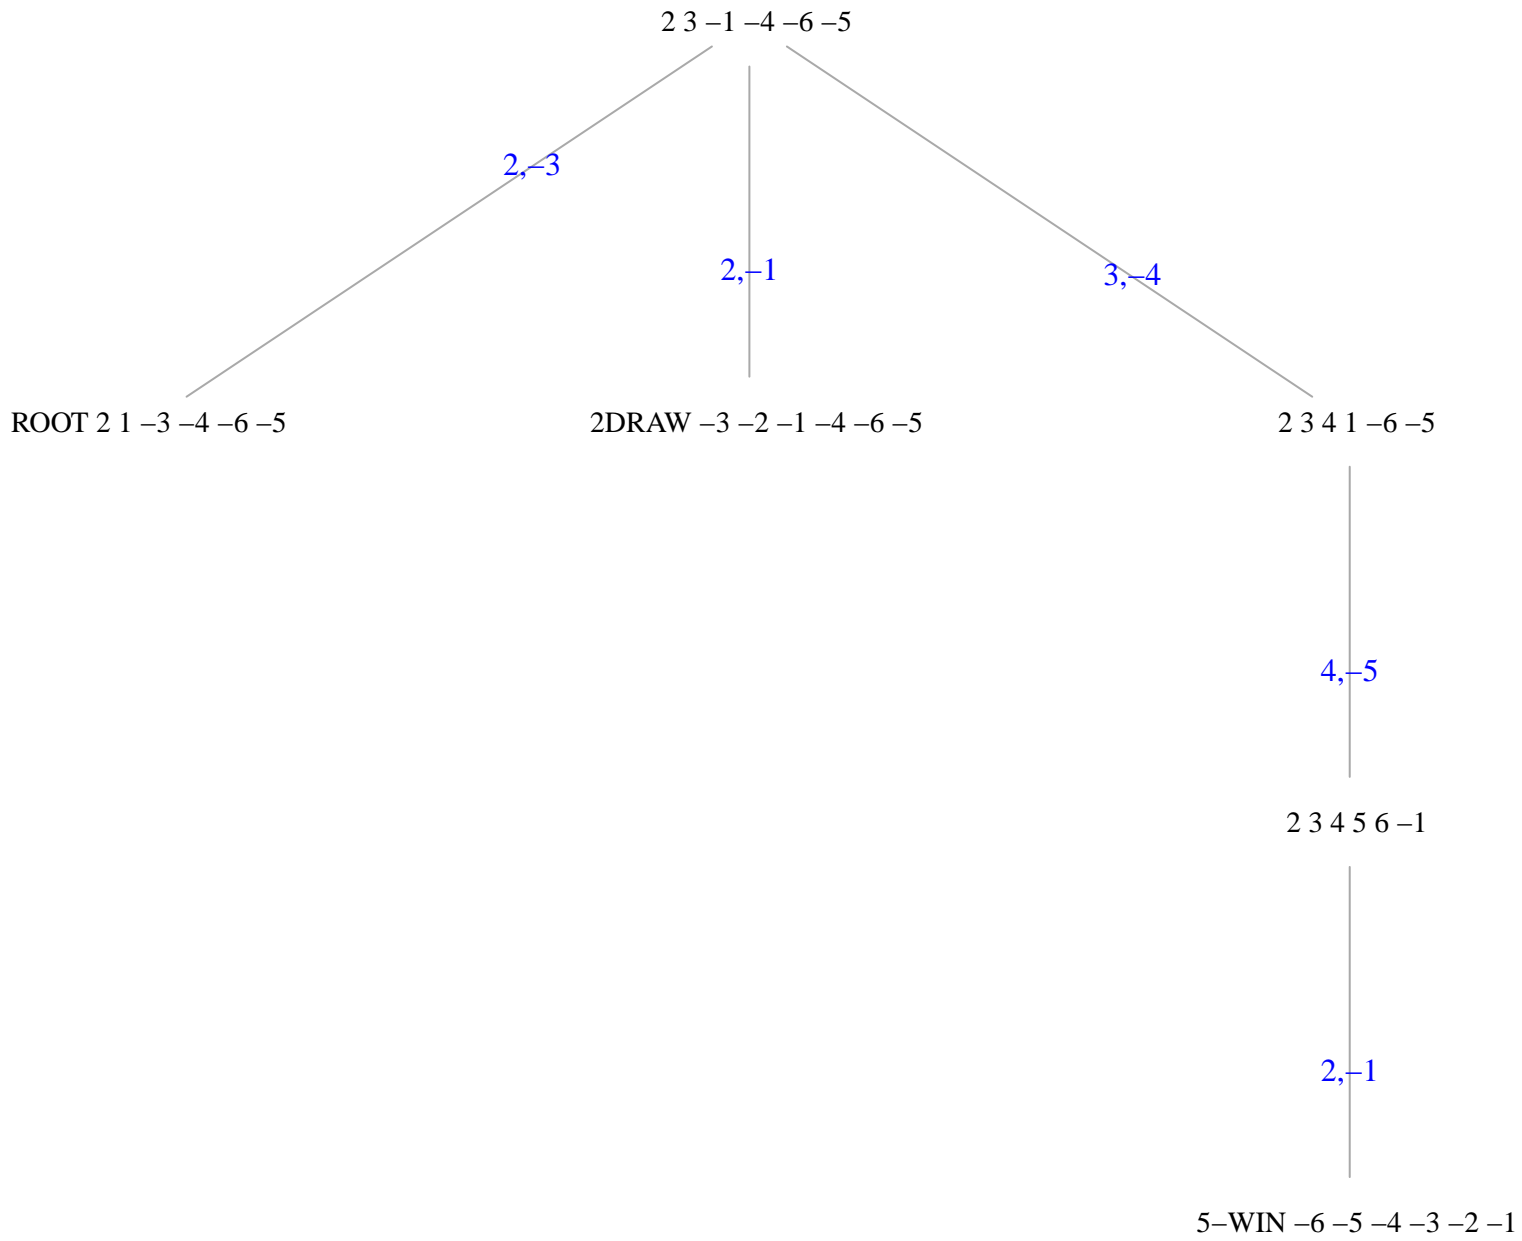 2 3 –1 –4 –6 –5
2,–3
2,–1
3,–4
ROOT 2 1 –3 –4 –6 –5
2DRAW –3 –2 –1 –4 –6 –5
2 3 4 1 –6 –5
4,–5
2 3 4 5 6 –1
2,–1
5–WIN –6 –5 –4 –3 –2 –1